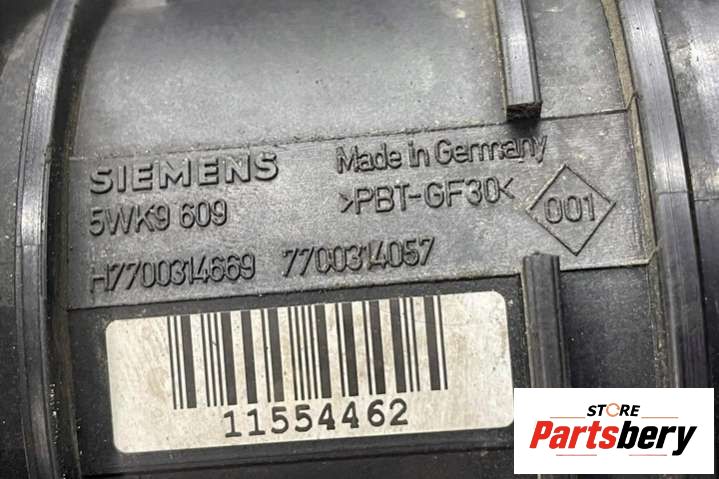 SIEMENS Made in Germany
5WK9 609 >PBT-GF30< 001
H7700314669 7700314057
11554462
STORE
Partsbery